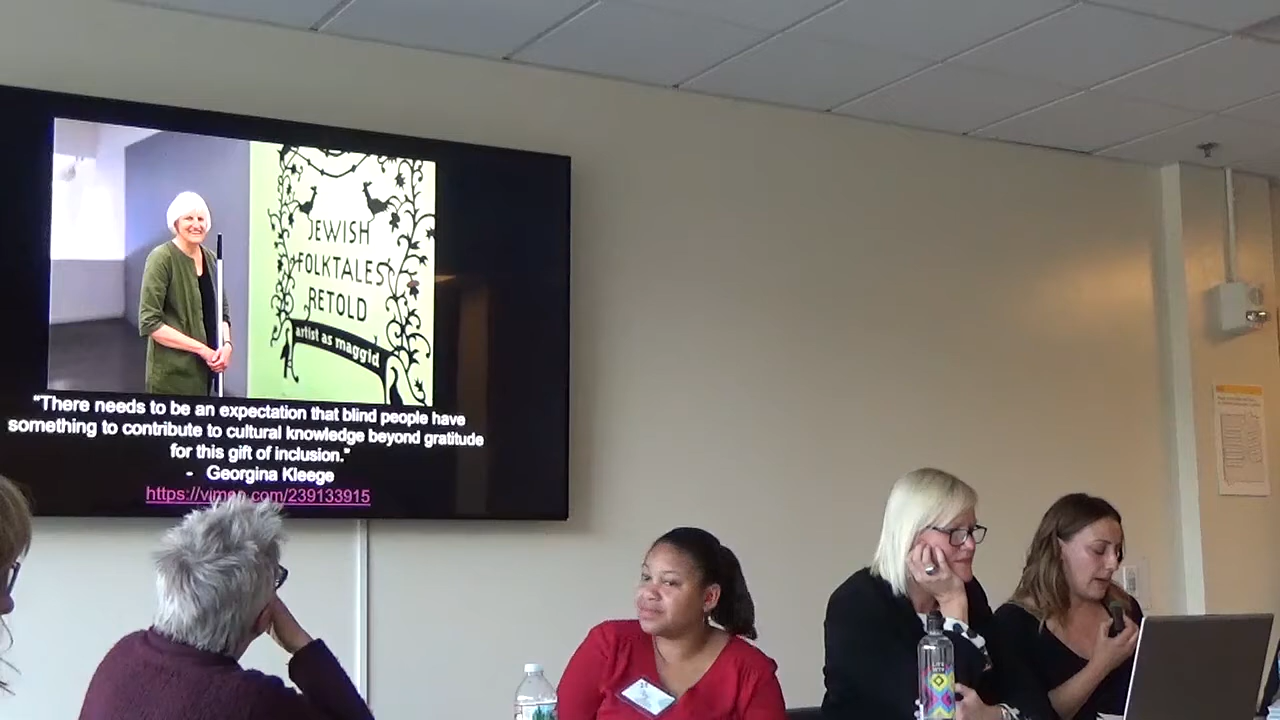 JEWISH
FOLKTALES
RETOLD
artist as maggid
"There needs to be an expectation that blind people have
something to contribute to cultural knowledge beyond gratitude
for this gift of inclusion."
- Georgina Kleege
https://vimeo.com/239133915